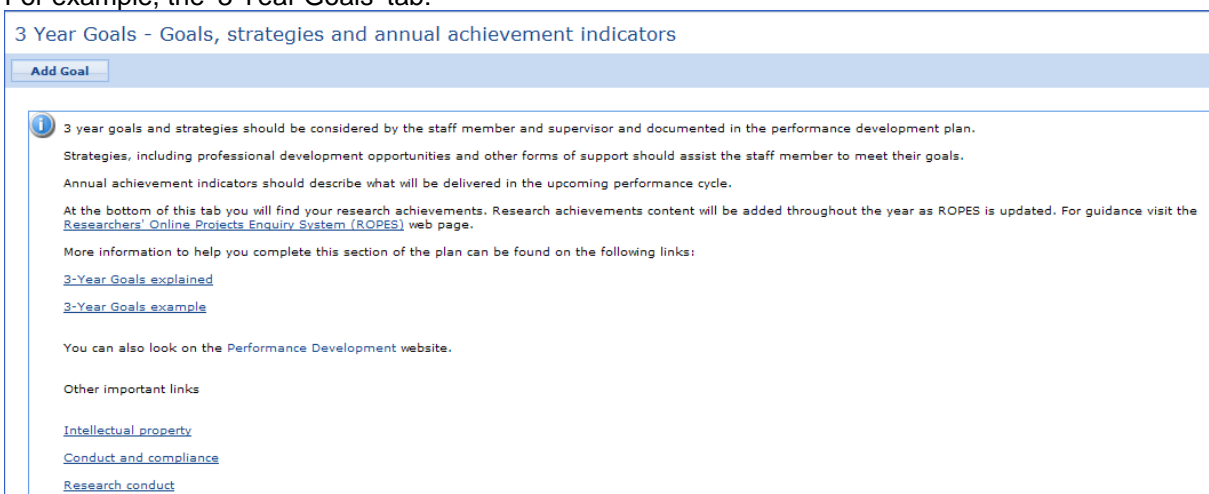 For example, the '3 Year Goals' tab:
3 Year Goals - Goals, strategies and annual achievement indicators
Add Goal
3 year goals and strategies should be considered by the staff member and supervisor and documented in the performance development plan.
Strategies, including professional development opportunities and other forms of support should assist the staff member to meet their goals.
Annual achievement indicators should describe what will be delivered in the upcoming performance cycle.
At the bottom of this tab you will find your research achievements. Research achievements content will be added throughout the year as ROPES is updated. For guidance visit the
Researchers' Online Projects Enquiry System (ROPES) web page.
More information to help you complete this section of the plan can be found on the following links:
3-Year Goals explained
3-Year Goals example
You can also look on the Performance Development website.
Other important links
Intellectual property
Conduct and compliance
Research conduct